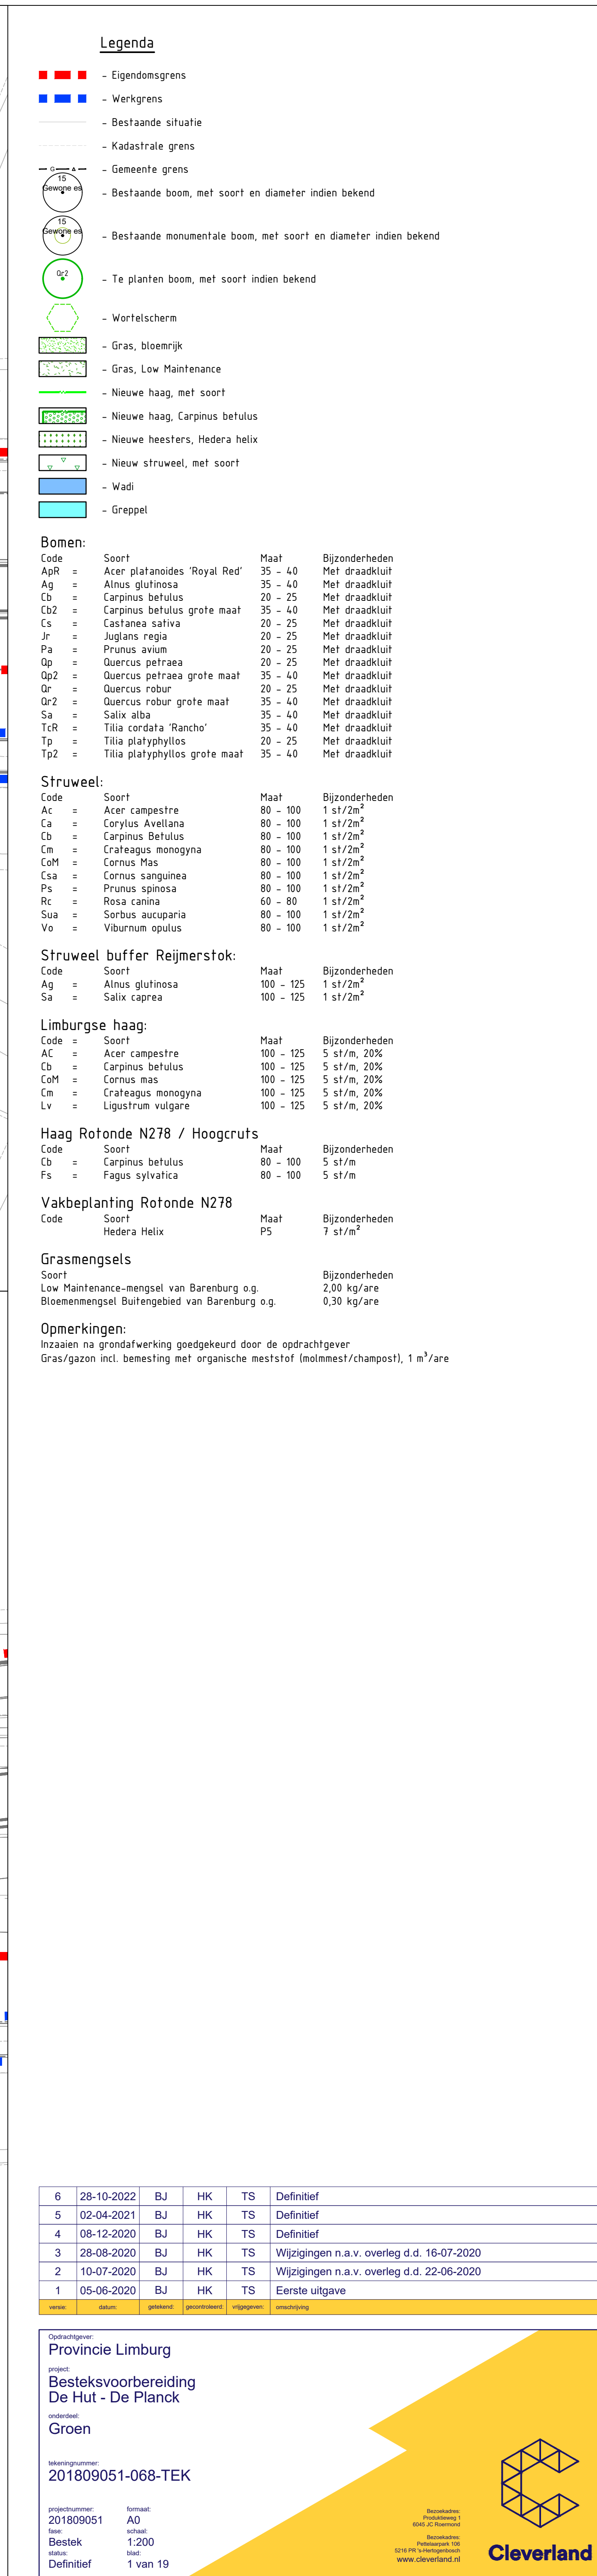 Legenda
- Eigendomsgrens
- Werkgrens
- Bestaande situatie
- Kadastrale grens
G - Gemeente grens
15
Gewone es
- Bestaande boom, met soort en diameter indien bekend
15
Gewone es
- Bestaande monumentale boom, met soort en diameter indien bekend
Qr2
- Te planten boom, met soort indien bekend
- Wortelscherm
- Gras, bloemrijk
- Gras, Low Maintenance
- Nieuwe haag, met soort
- Nieuwe haag, Carpinus betulus
- Nieuwe heesters, Hedera helix
- Nieuw struweel, met soort
- Wadi
- Greppel
Bomen:
Code Soort Maat Bijzonderheden
ApR = Acer platanoides 'Royal Red' 35 - 40 Met draadkluit
Ag = Alnus glutinosa 35 - 40 Met draadkluit
Cb = Carpinus betulus 20 - 25 Met draadkluit
Cb2 = Carpinus betulus grote maat 35 - 40 Met draadkluit
Cs = Castanea sativa 20 - 25 Met draadkluit
Jr = Juglans regia 20 - 25 Met draadkluit
Pa = Prunus avium 20 - 25 Met draadkluit
Qp = Quercus petraea 20 - 25 Met draadkluit
Qp2 = Quercus petraea grote maat 35 - 40 Met draadkluit
Qr = Quercus robur 20 - 25 Met draadkluit
Qr2 = Quercus robur grote maat 35 - 40 Met draadkluit
Sa = Salix alba 35 - 40 Met draadkluit
TcR = Tilia cordata 'Rancho' 35 - 40 Met draadkluit
Tp = Tilia platyphyllos 20 - 25 Met draadkluit
Tp2 = Tilia platyphyllos grote maat 35 - 40 Met draadkluit
Struweel:
Code Soort Maat Bijzonderheden
Ac = Acer campestre 80 - 100 1 st/2m²
Ca = Corylus Avellana 80 - 100 1 st/2m²
Cb = Carpinus Betulus 80 - 100 1 st/2m²
Cm = Crateagus monogyna 80 - 100 1 st/2m²
CoM = Cornus Mas 80 - 100 1 st/2m²
Csa = Cornus sanguinea 80 - 100 1 st/2m²
Ps = Prunus spinosa 80 - 100 1 st/2m²
Rc = Rosa canina 60 - 80 1 st/2m²
Sua = Sorbus aucuparia 80 - 100 1 st/2m²
Vo = Viburnum opulus 80 - 100 1 st/2m²
Struweel buffer Reijmerstok:
Code Soort Maat Bijzonderheden
Ag = Alnus glutinosa 100 - 125 1 st/2m²
Sa = Salix caprea 100 - 125 1 st/2m²
Limburgse haag:
Code = Soort Maat Bijzonderheden
AC = Acer campestre 100 - 125 5 st/m, 20%
Cb = Carpinus betulus 100 - 125 5 st/m, 20%
CoM = Cornus mas 100 - 125 5 st/m, 20%
Cm = Crateagus monogyna 100 - 125 5 st/m, 20%
Lv = Ligustrum vulgare 100 - 125 5 st/m, 20%
Haag Rotonde N278 / Hoogcruts
Code Soort Maat Bijzonderheden
Cb = Carpinus betulus 80 - 100 5 st/m
Fs = Fagus sylvatica 80 - 100 5 st/m
Vakbeplanting Rotonde N278
Code Soort Maat Bijzonderheden
Hedera Helix P5 7 st/m²
Grasmengsels
Soort Bijzonderheden
Low Maintenance-mengsel van Barenburg o.g. 2,00 kg/are
Bloemenmengsel Buitengebied van Barenburg o.g. 0,30 kg/are
Opmerkingen:
Inzaaien na grondafwerking goedgekeurd door de opdrachtgever
Gras/gazon incl. bemesting met organische meststof (molmmest/champost), 1 m³/are
6 28-10-2022 BJ HK TS Definitief
5 02-04-2021 BJ HK TS Definitief
4 08-12-2020 BJ HK TS Definitief
3 28-08-2020 BJ HK TS Wijzigingen n.a.v. overleg d.d. 16-07-2020
2 10-07-2020 BJ HK TS Wijzigingen n.a.v. overleg d.d. 22-06-2020
1 05-06-2020 BJ HK TS Eerste uitgave
versie: datum: getekend: gecontroleerd: vrijgegeven: omschrijving
Opdrachtgever:
Provincie Limburg
project:
Besteksvoorbereiding
De Hut - De Planck
onderdeel:
Groen
tekeningnummer:
201809051-068-TEK
projectnummer: formaat:
201809051 A0
fase: schaal:
Bestek 1:200
status: blad:
Definitief 1 van 19
Bezoekadres:
Produktieweg 1
6045 JC Roermond
Bezoekadres:
Pettelaarpark 106
5216 PR 's-Hertogenbosch
www.cleverland.nl
Cleverland